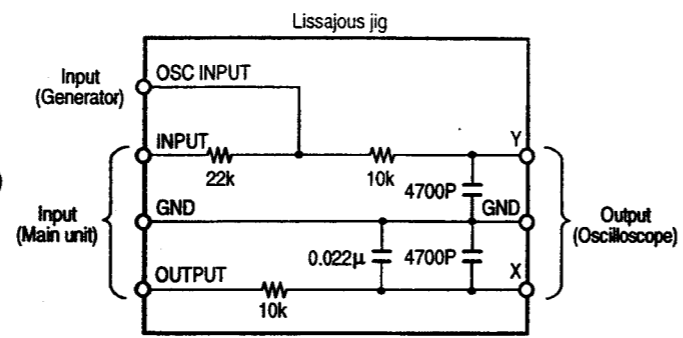 Lissajous jig
Input
(Generator)
OSC INPUT
INPUT
22k
10k
Y
4700P
Input
(Main unit)
GND
GND
Output
(Oscilloscope)
0.022μ
4700P
OUTPUT
10k
X
)